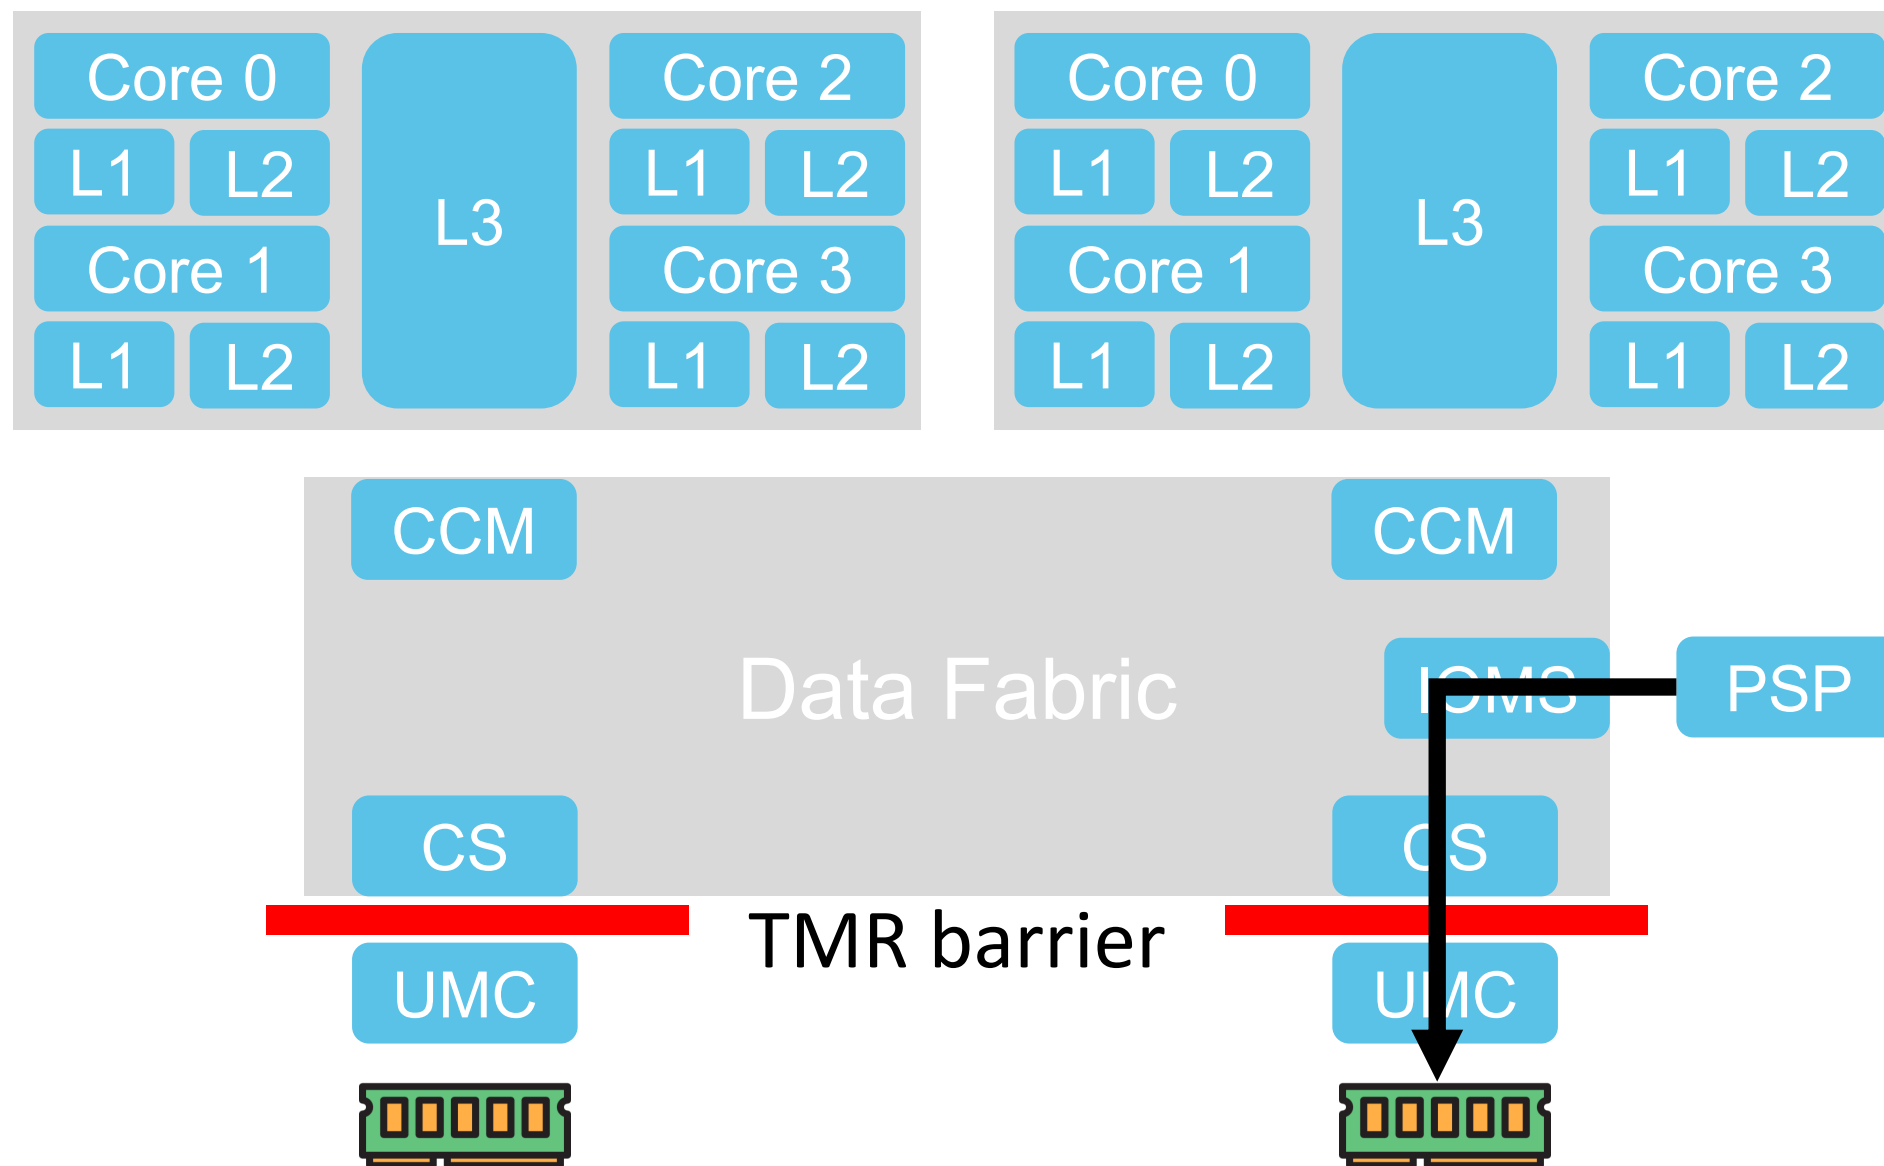 Core 0
Core 2
L1 L2
L1 L2
L3
Core 1
Core 3
L1 L2
L1 L2
Core 0
Core 2
L1 L2
L1 L2
L3
Core 1
Core 3
L1 L2
L1 L2
CCM
CCM
Data Fabric
IOMS
PSP
CS
CS
TMR barrier
UMC
UMC